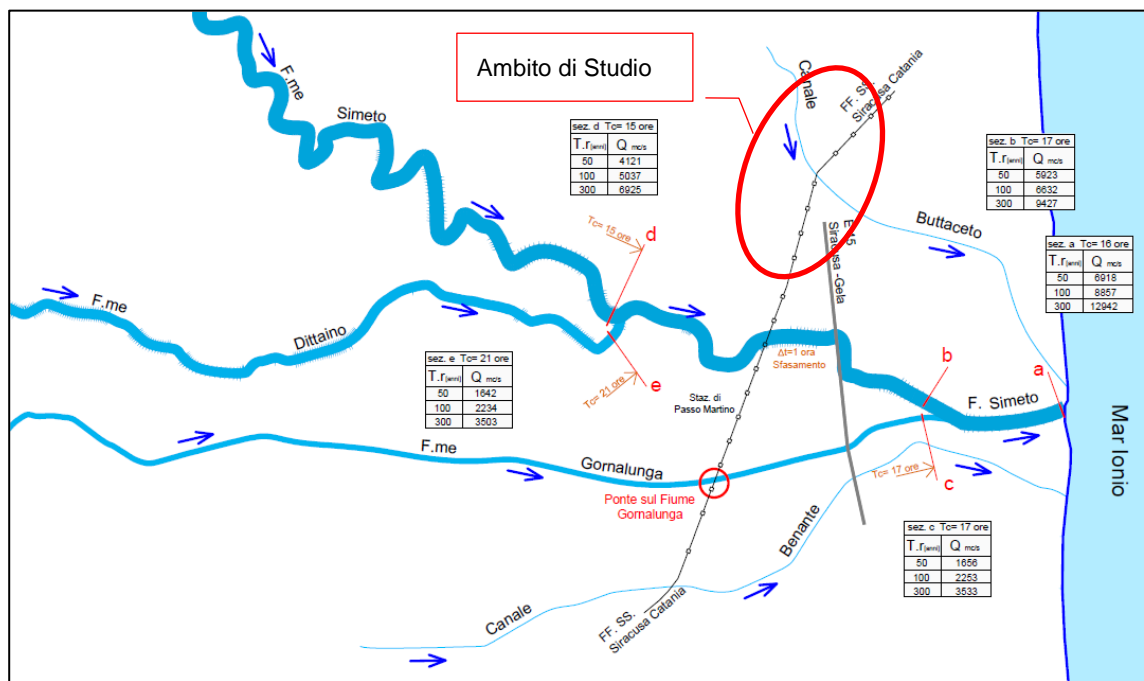 Ambito di Studio
F.me
Simeto
Canale
FF. SS.
Siracusa Catania
sez. d Tc= 15 ore
T.r(anni) Q mc/s
50 4121
100 5037
300 6925
sez. b Tc= 17 ore
T.r(anni) Q mc/s
50 5923
100 6632
300 9427
Tc= 15 ore
d
Buttaceto
Siracusa -Gela
sez. a Tc= 16 ore
T.r(anni) Q mc/s
50 6918
100 8857
300 12942
F.me
Dittaino
sez. e Tc= 21 ore
T.r(anni) Q mc/s
50 1642
100 2234
300 3503
Tc= 21 ore
e
Δt=1 ora
Sfasamento
b
a
F. Simeto
Staz. di
Passo Martino
F.me
Gornalunga
Ponte sul Fiume
Gornalunga
Tc= 17 ore
c
Mar Ionio
Benante
sez. c Tc= 17 ore
T.r(anni) Q mc/s
50 1656
100 2253
300 3533
Canale
FF. SS.
Siracusa Catania